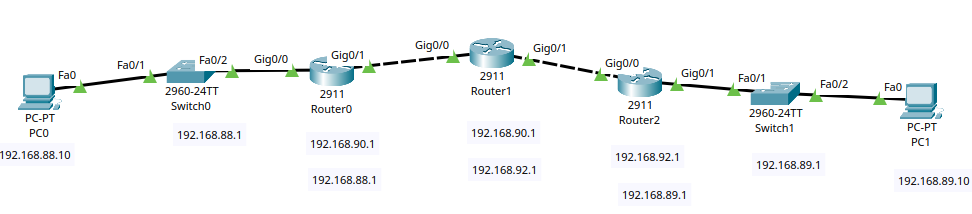 Fa0
PC-PT
PC0
192.168.88.10
Fa0/1
Fa0/2
2960-24TT
Switch0
192.168.88.1
Gig0/0
Gig0/1
2911
Router0
192.168.90.1
192.168.88.1
Gig0/0
Gig0/1
2911
Router1
192.168.90.1
192.168.92.1
Gig0/0
Gig0/1
2911
Router2
192.168.92.1
192.168.89.1
Fa0/1
Fa0/2
2960-24TT
Switch1
192.168.89.1
Fa0
PC-PT
PC1
192.168.89.10